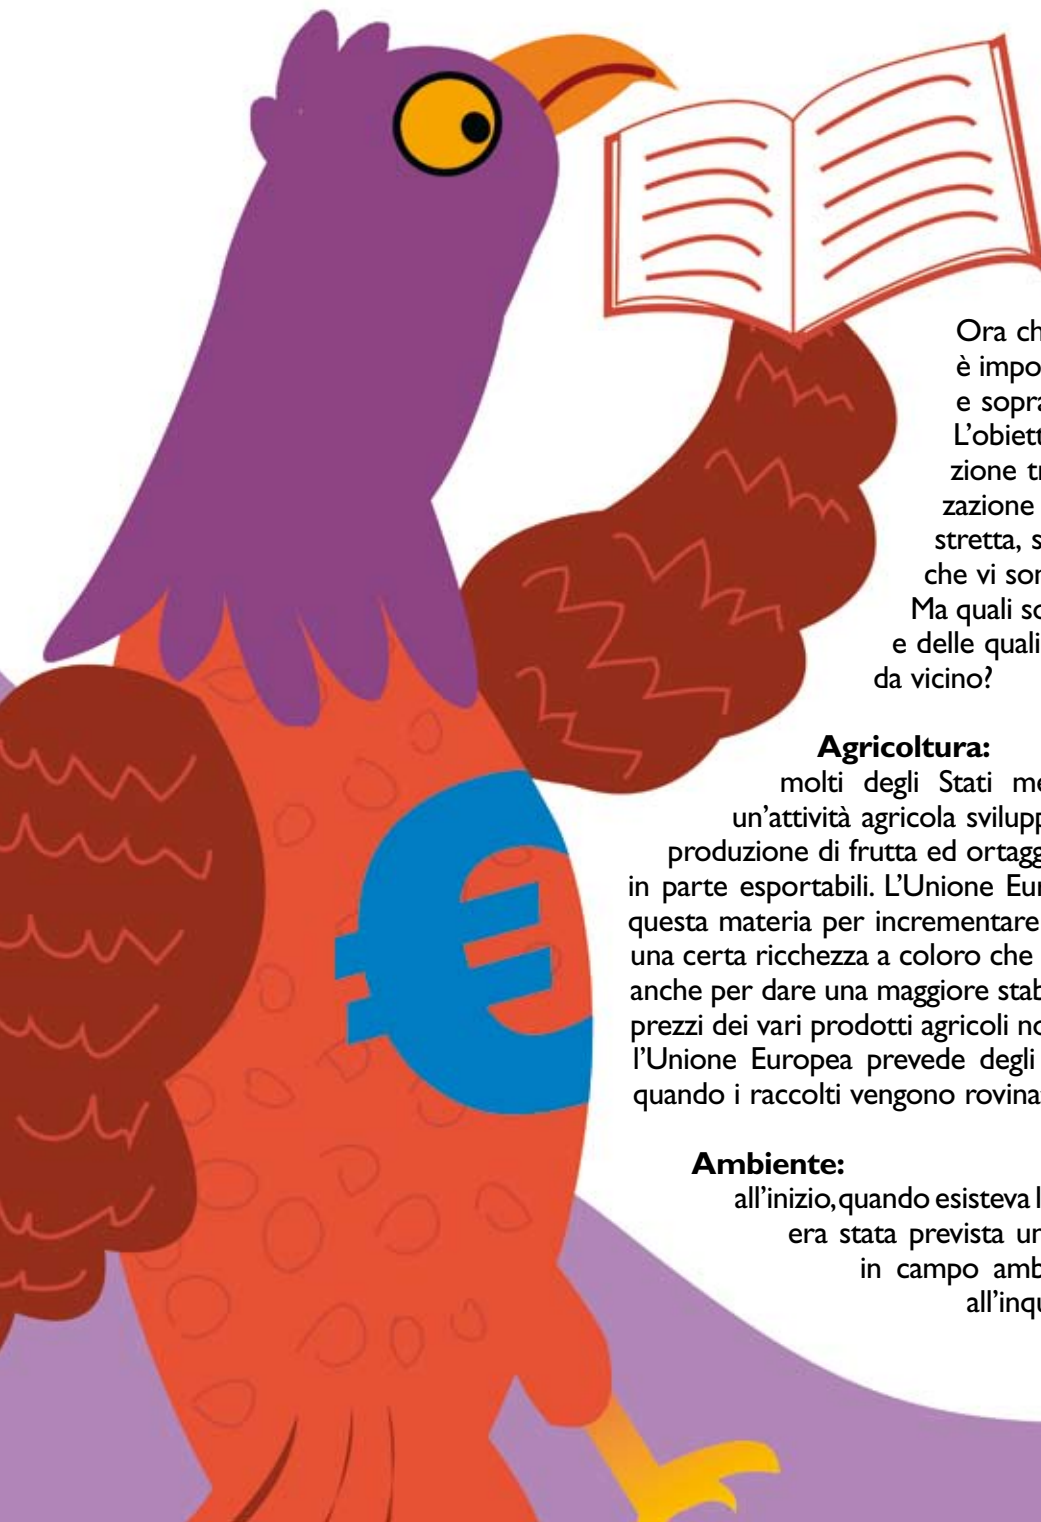 Ora ch
è impo
e sopra
L'obiett
zione tr
zazione
stretta, s
che vi sor
Ma quali so
e delle quali
da vicino?
Agricoltura:
molti degli Stati me
un'attività agricola svilupp
produzione di frutta ed ortagg
in parte esportabili. L'Unione Eur
questa materia per incrementare
una certa ricchezza a coloro che
anche per dare una maggiore stab
prezzi dei vari prodotti agricoli no
l'Unione Europea prevede degli
quando i raccolti vengono rovina
Ambiente:
all'inizio, quando esisteva l
era stata prevista un
in campo amb
all'inqu
€